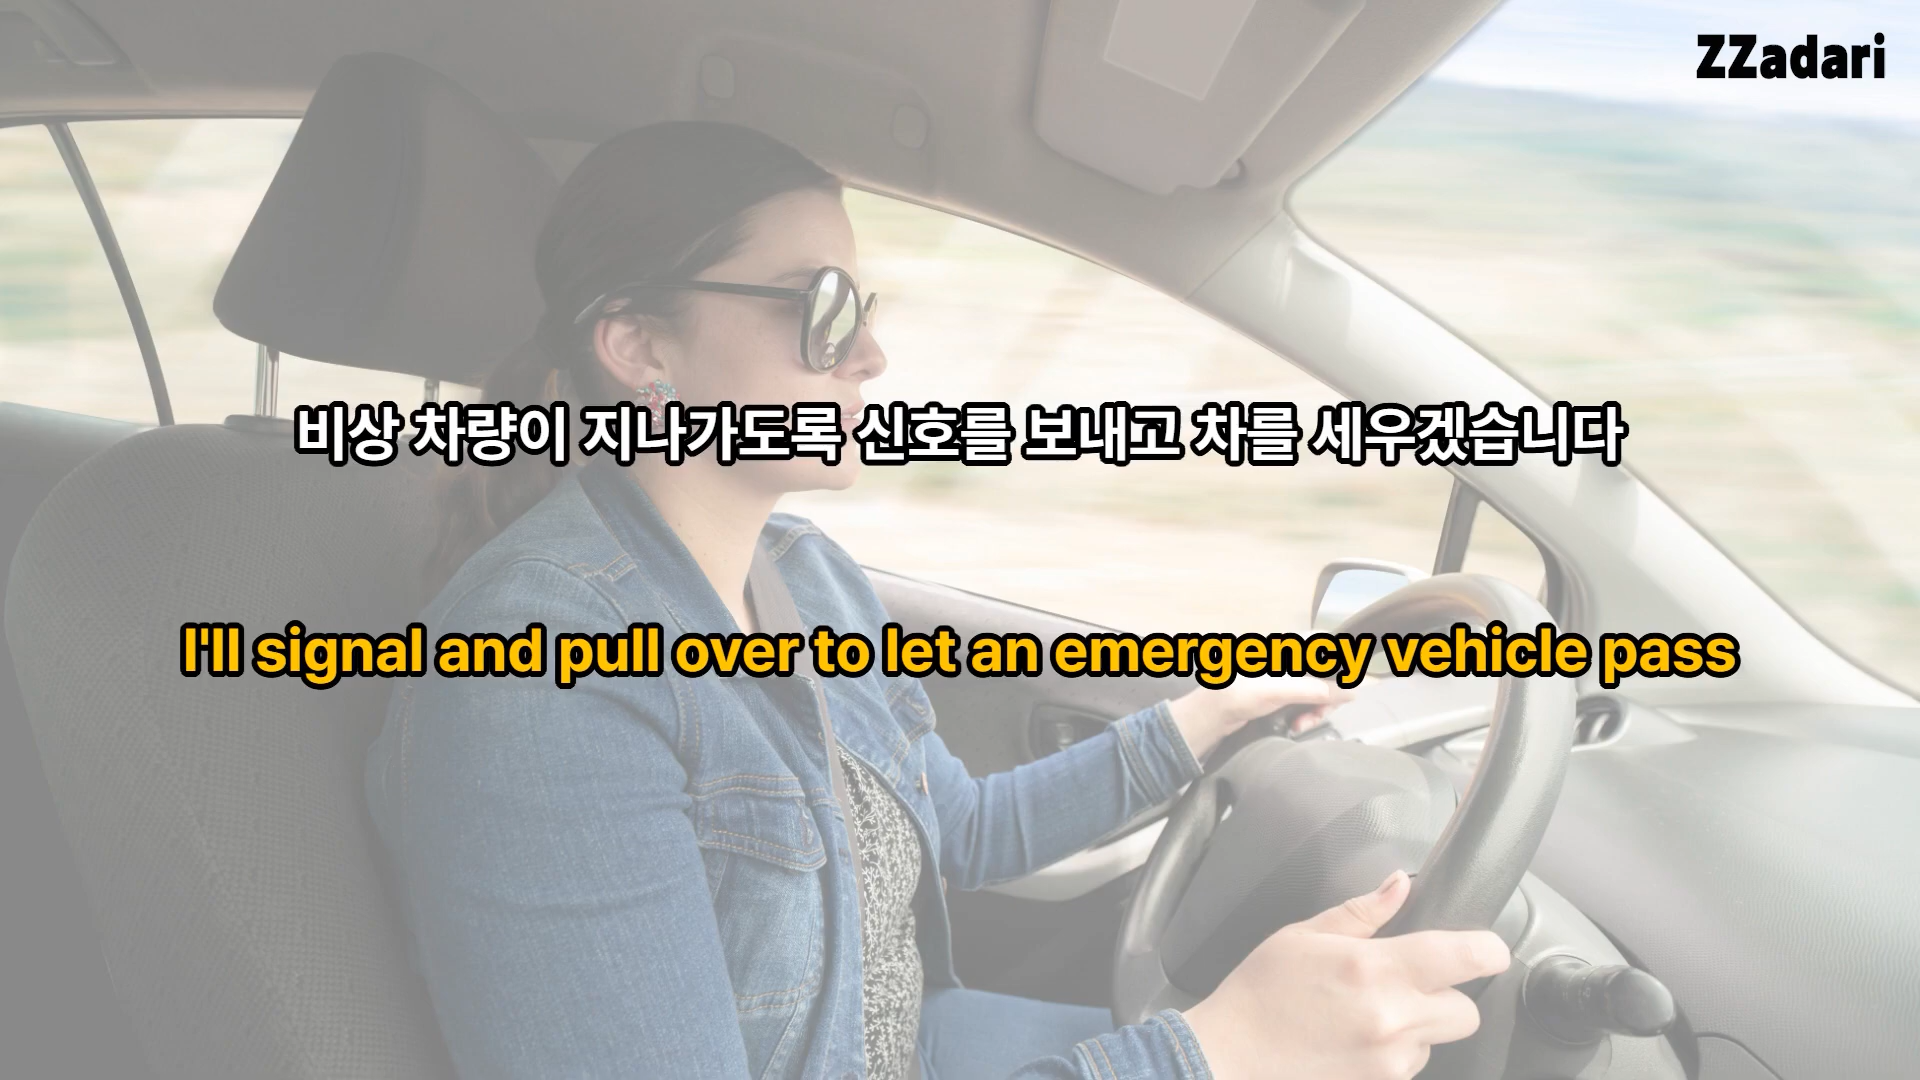 ZZadari
비상 차량이 지나가도록 신호를 보내고 차를 세우겠습니다
I'll signal and pull over to let an emergency vehicle pass